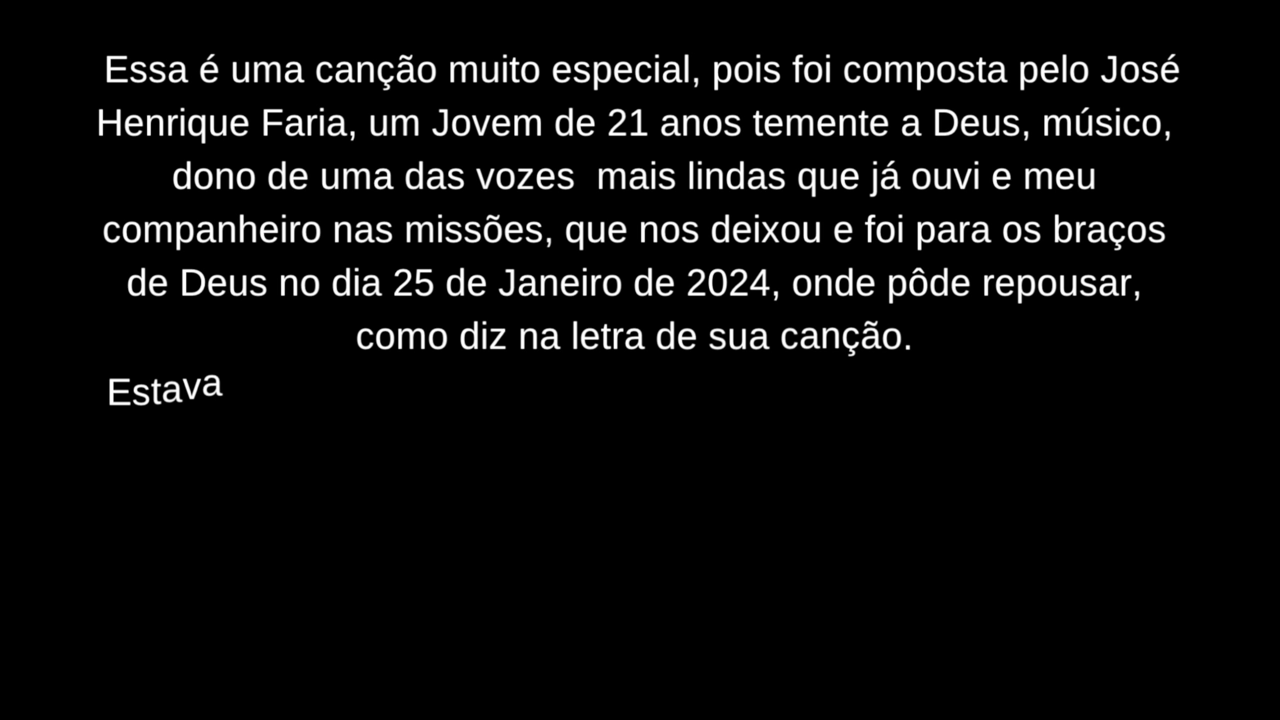 Essa é uma canção muito especial, pois foi composta pelo José
Henrique Faria, um Jovem de 21 anos temente a Deus, músico,
dono de uma das vozes  mais lindas que já ouvi e meu
companheiro nas missões, que nos deixou e foi para os braços
de Deus no dia 25 de Janeiro de 2024, onde pôde repousar,
como diz na letra de sua canção.
Estava